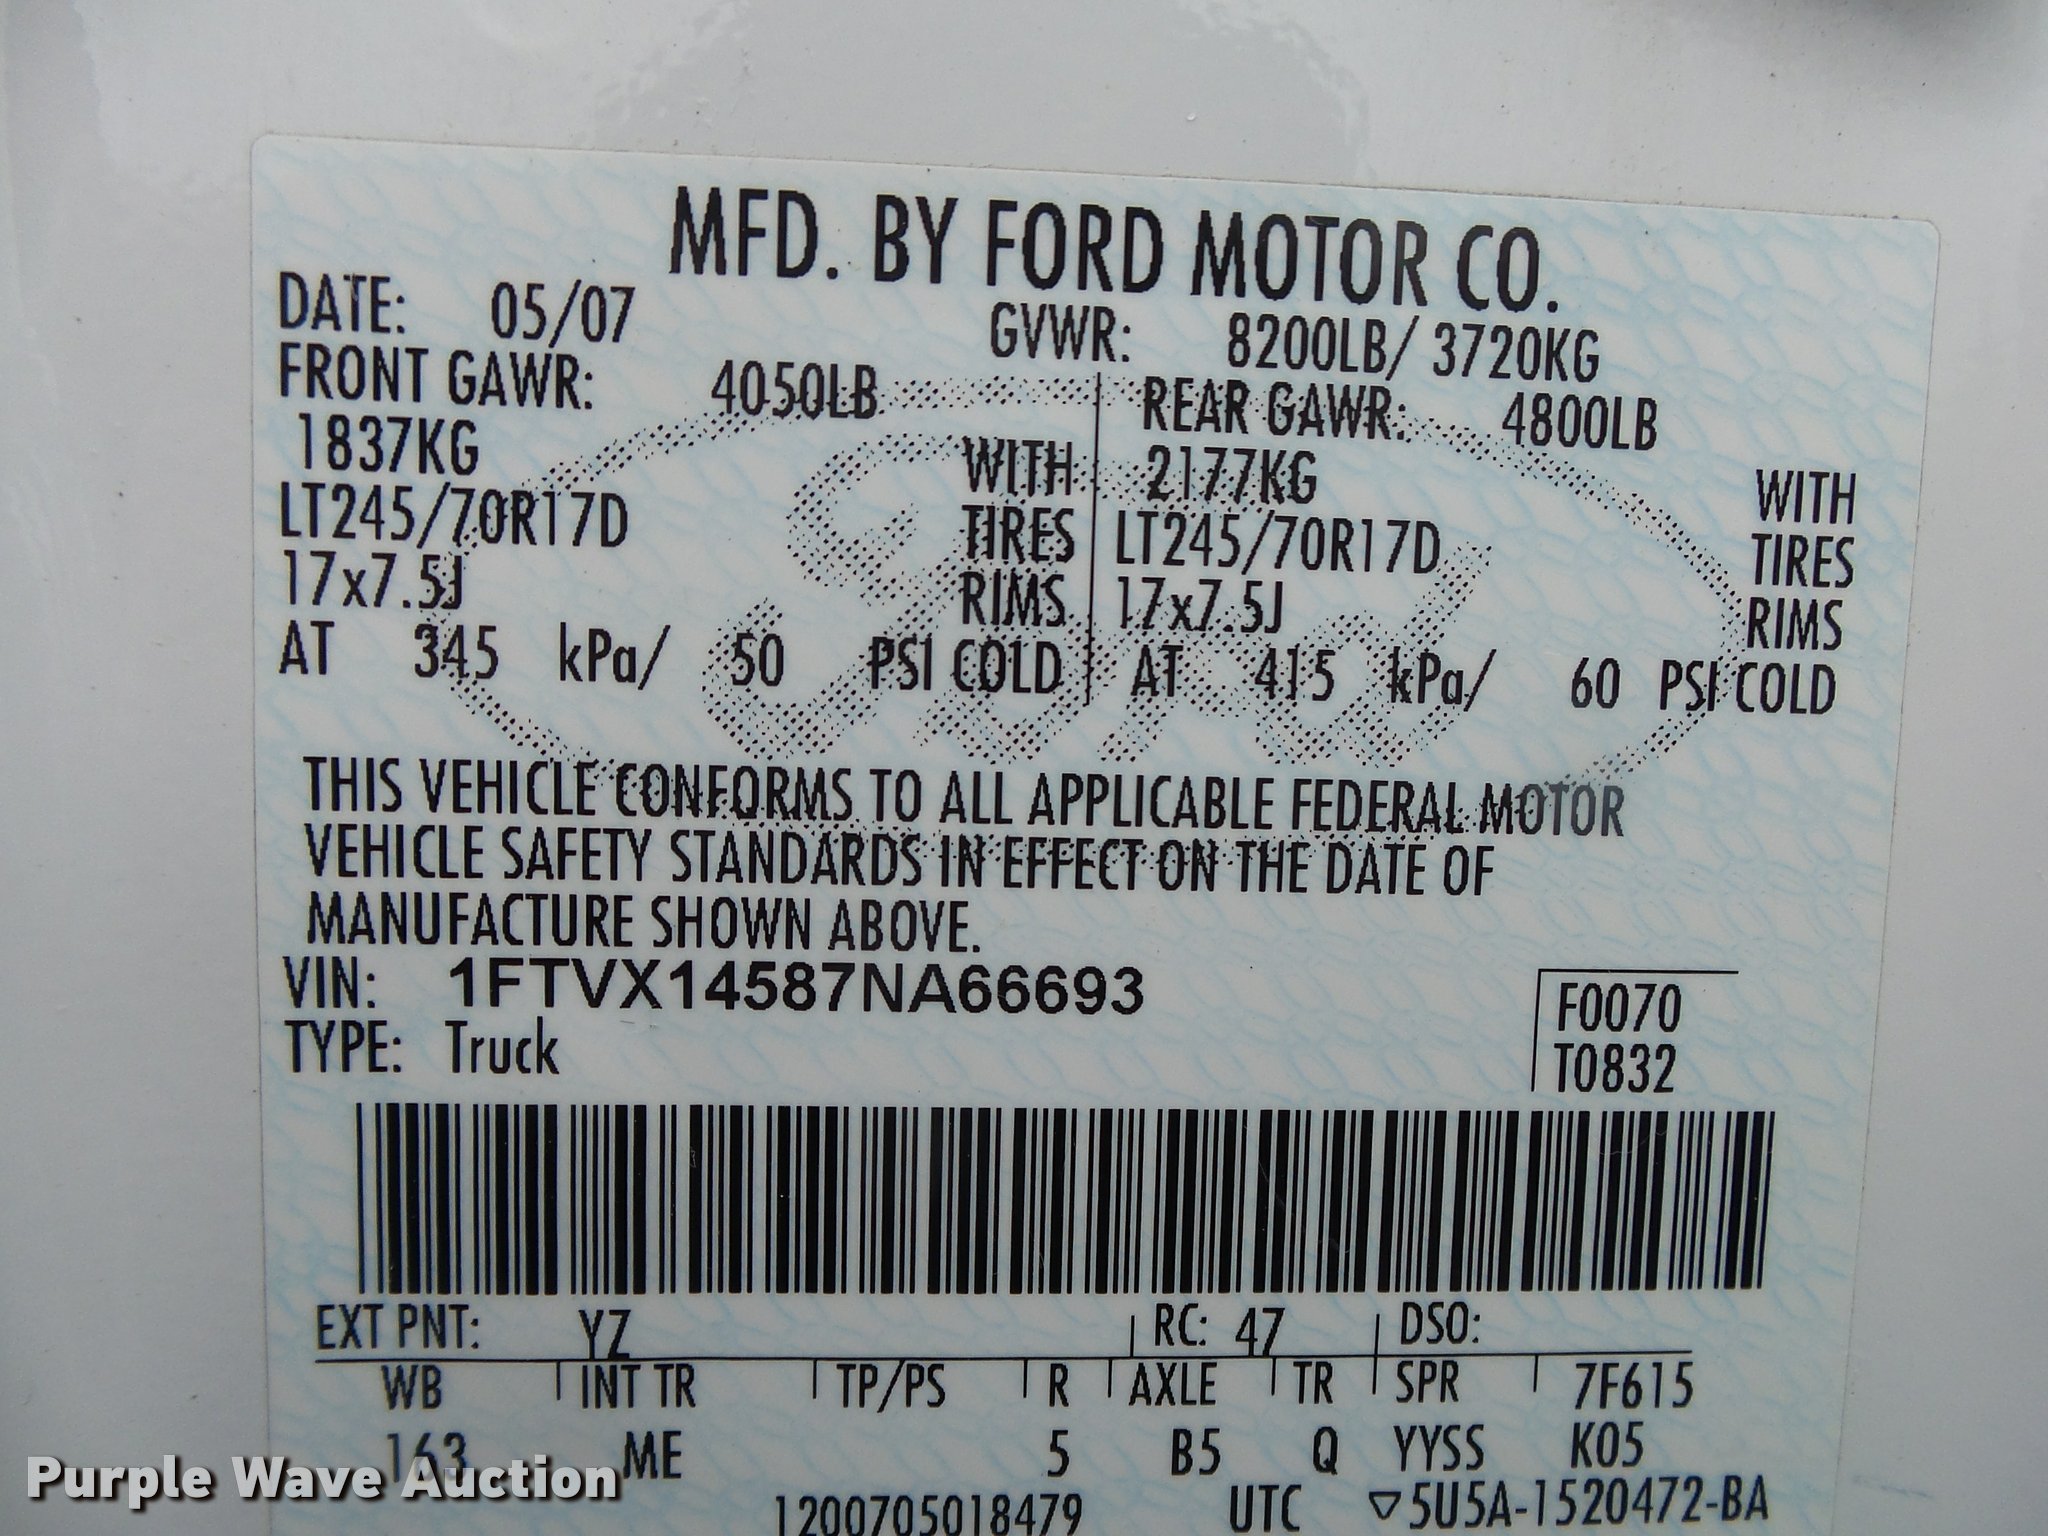 MFD. BY FORD MOTOR CO.
DATE: 05/07 GVWR: 8200LB/ 3720KG
FRONT GAWR: 4050LB REAR GAWR: 4800LB
1837KG WITH 2177KG WITH
LT245/70R17D TIRES LT245/70R17D TIRES
17x7.5J RIMS 17x7.5J RIMS
AT 345 kPa/ 50 PSI COLD AT 415 kPa/ 60 PSI COLD
Ford
THIS VEHICLE CONFORMS TO ALL APPLICABLE FEDERAL MOTOR
VEHICLE SAFETY STANDARDS IN EFFECT ON THE DATE OF
MANUFACTURE SHOWN ABOVE.
VIN: 1FTVX14587NA66693
TYPE: Truck
F0070
T0832
EXT PNT: YZ RC: 47 DSO:
WB INT TR TP/PS R AXLE TR SPR 7F615
163 ME 5 B5 Q YYSS K05
1200705018479 UTC ▽5U5A-1520472-BA
Purple Wave Auction